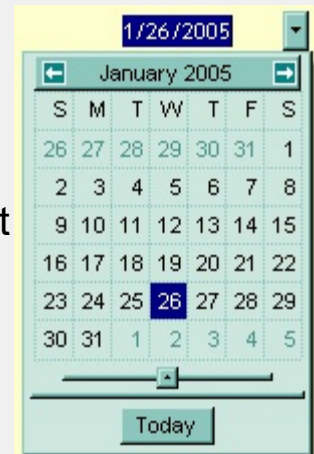 1/26/2005
January 2005
S M T W T F S
26 27 28 29 30 31 1
2 3 4 5 6 7 8
t
9 10 11 12 13 14 15
16 17 18 19 20 21 22
23 24 25 26 27 28 29
30 31 1 2 3 4 5
Today